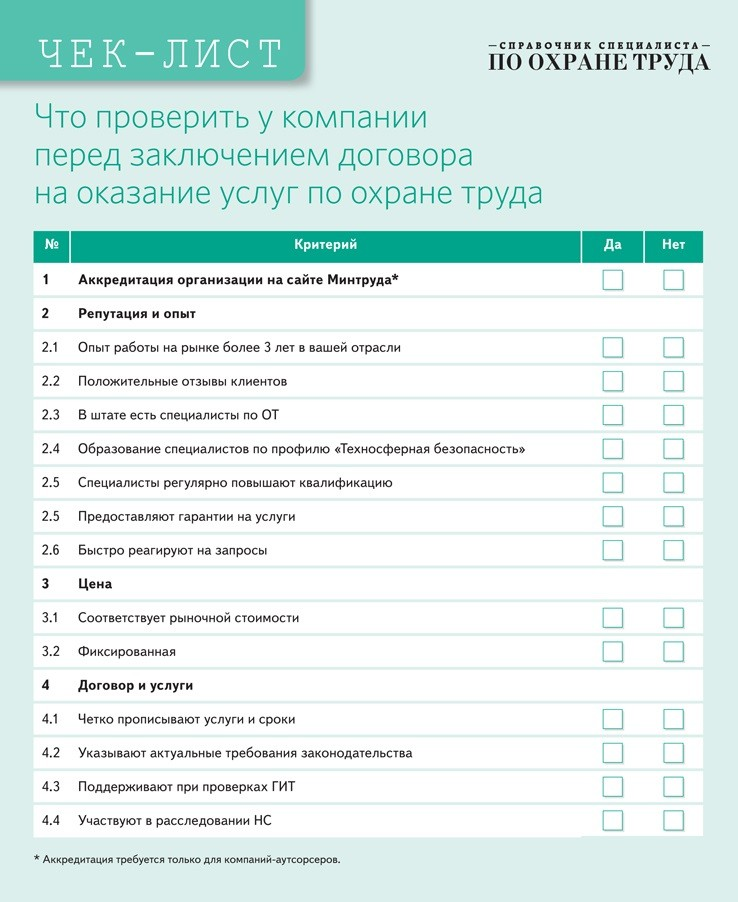 ЧЕК-ЛИСТ
СПРАВОЧНИК СПЕЦИАЛИСТА
ПО ОХРАНЕ ТРУДА
Что проверить у компании
перед заключением договора
на оказание услуг по охране труда
№ Критерий Да Нет
1 Аккредитация организации на сайте Минтруда*
2 Репутация и опыт
2.1 Опыт работы на рынке более 3 лет в вашей отрасли
2.2 Положительные отзывы клиентов
2.3 В штате есть специалисты по ОТ
2.4 Образование специалистов по профилю «Техносферная безопасность»
2.5 Специалисты регулярно повышают квалификацию
2.5 Предоставляют гарантии на услуги
2.6 Быстро реагируют на запросы
3 Цена
3.1 Соответствует рыночной стоимости
3.2 Фиксированная
4 Договор и услуги
4.1 Четко прописывают услуги и сроки
4.2 Указывают актуальные требования законодательства
4.3 Поддерживают при проверках ГИТ
4.4 Участвуют в расследовании НС
* Аккредитация требуется только для компаний-аутсорсеров.